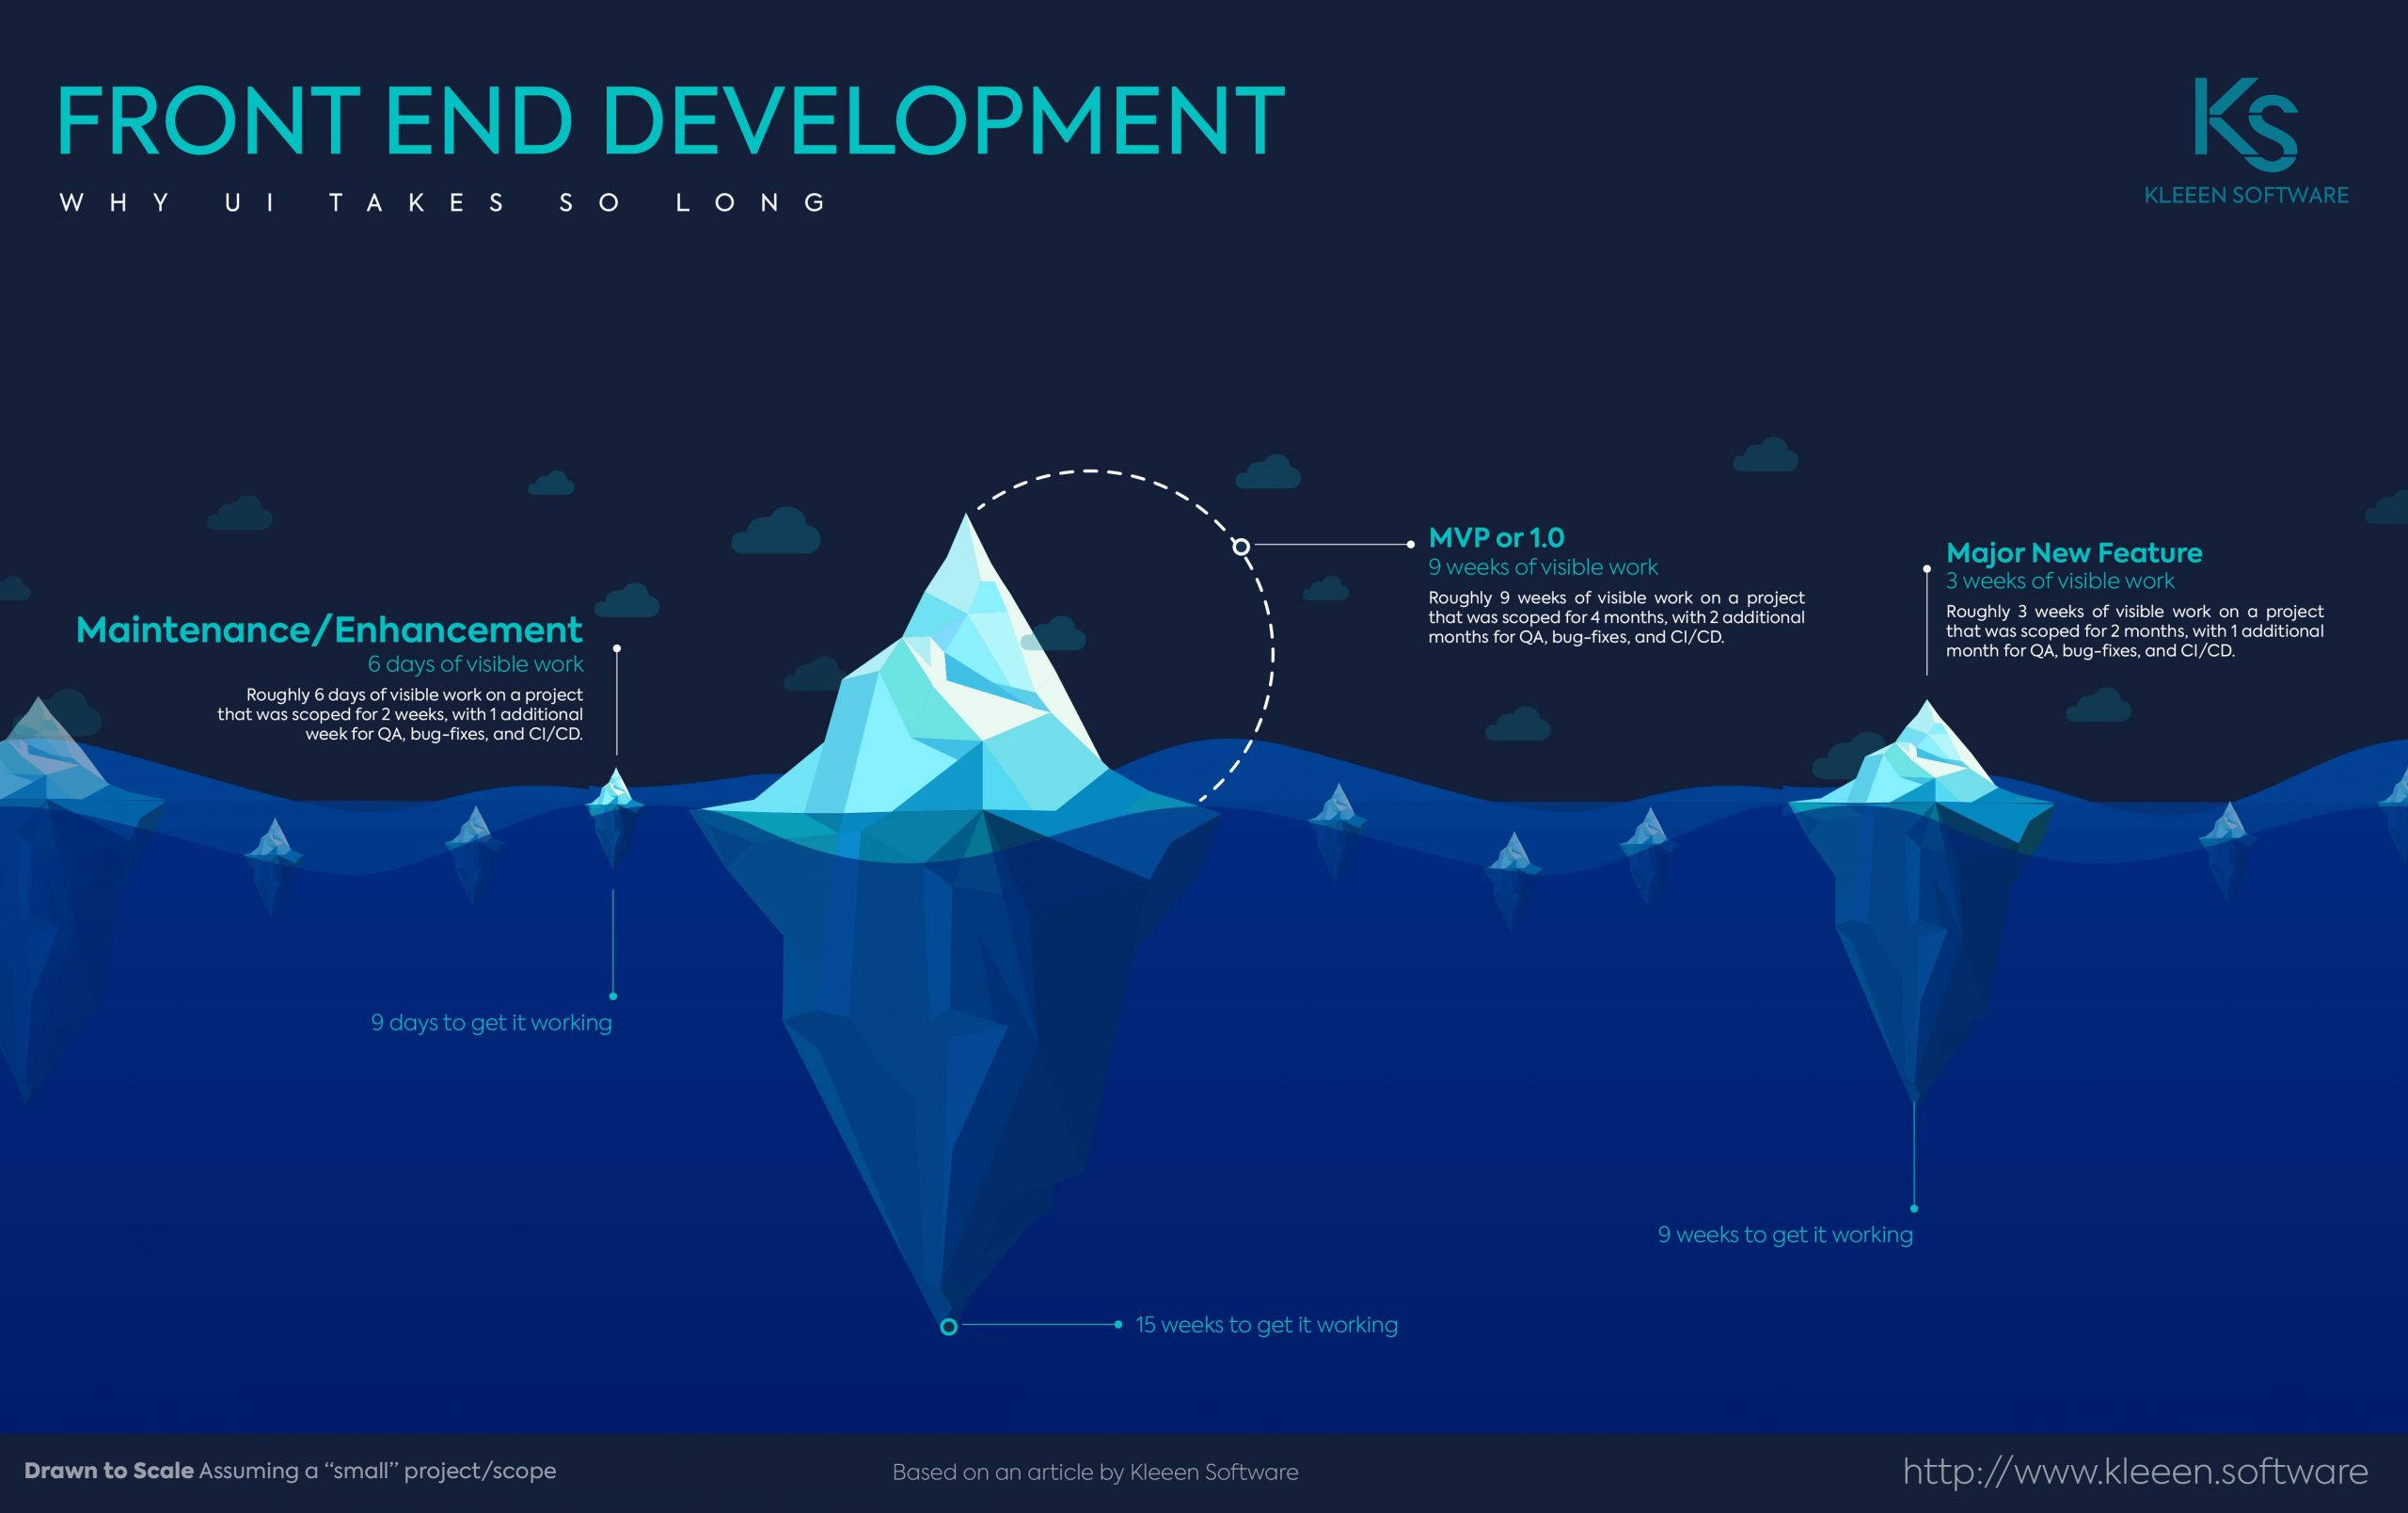 FRONT END DEVELOPMENT
WHY UI TAKES SO LONG
KS
KLEEEN SOFTWARE
Maintenance/Enhancement
6 days of visible work
Roughly 6 days of visible work on a project
that was scoped for 2 weeks, with 1 additional
week for QA, bug-fixes, and CI/CD.
9 days to get it working
MVP or 1.0
9 weeks of visible work
Roughly 9 weeks of visible work on a project
that was scoped for 4 months, with 2 additional
months for QA, bug-fixes, and CI/CD.
15 weeks to get it working
Major New Feature
3 weeks of visible work
Roughly 3 weeks of visible work on a project
that was scoped for 2 months, with 1 additional
month for QA, bug-fixes, and CI/CD.
9 weeks to get it working
Drawn to Scale Assuming a “small” project/scope
Based on an article by Kleeen Software
http://www.kleeen.software